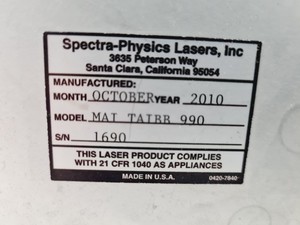 Spectra-Physics Lasers, Inc
3635 Peterson Way
Santa Clara, California 95054
MANUFACTURED:
MONTH OCTOBER YEAR 2010
MODEL MAI TAIBB 990
S/N 1690
THIS LASER PRODUCT COMPLIES
WITH 21 CFR 1040 AS APPLICABLE
MADE IN U.S.A. 0420-7840